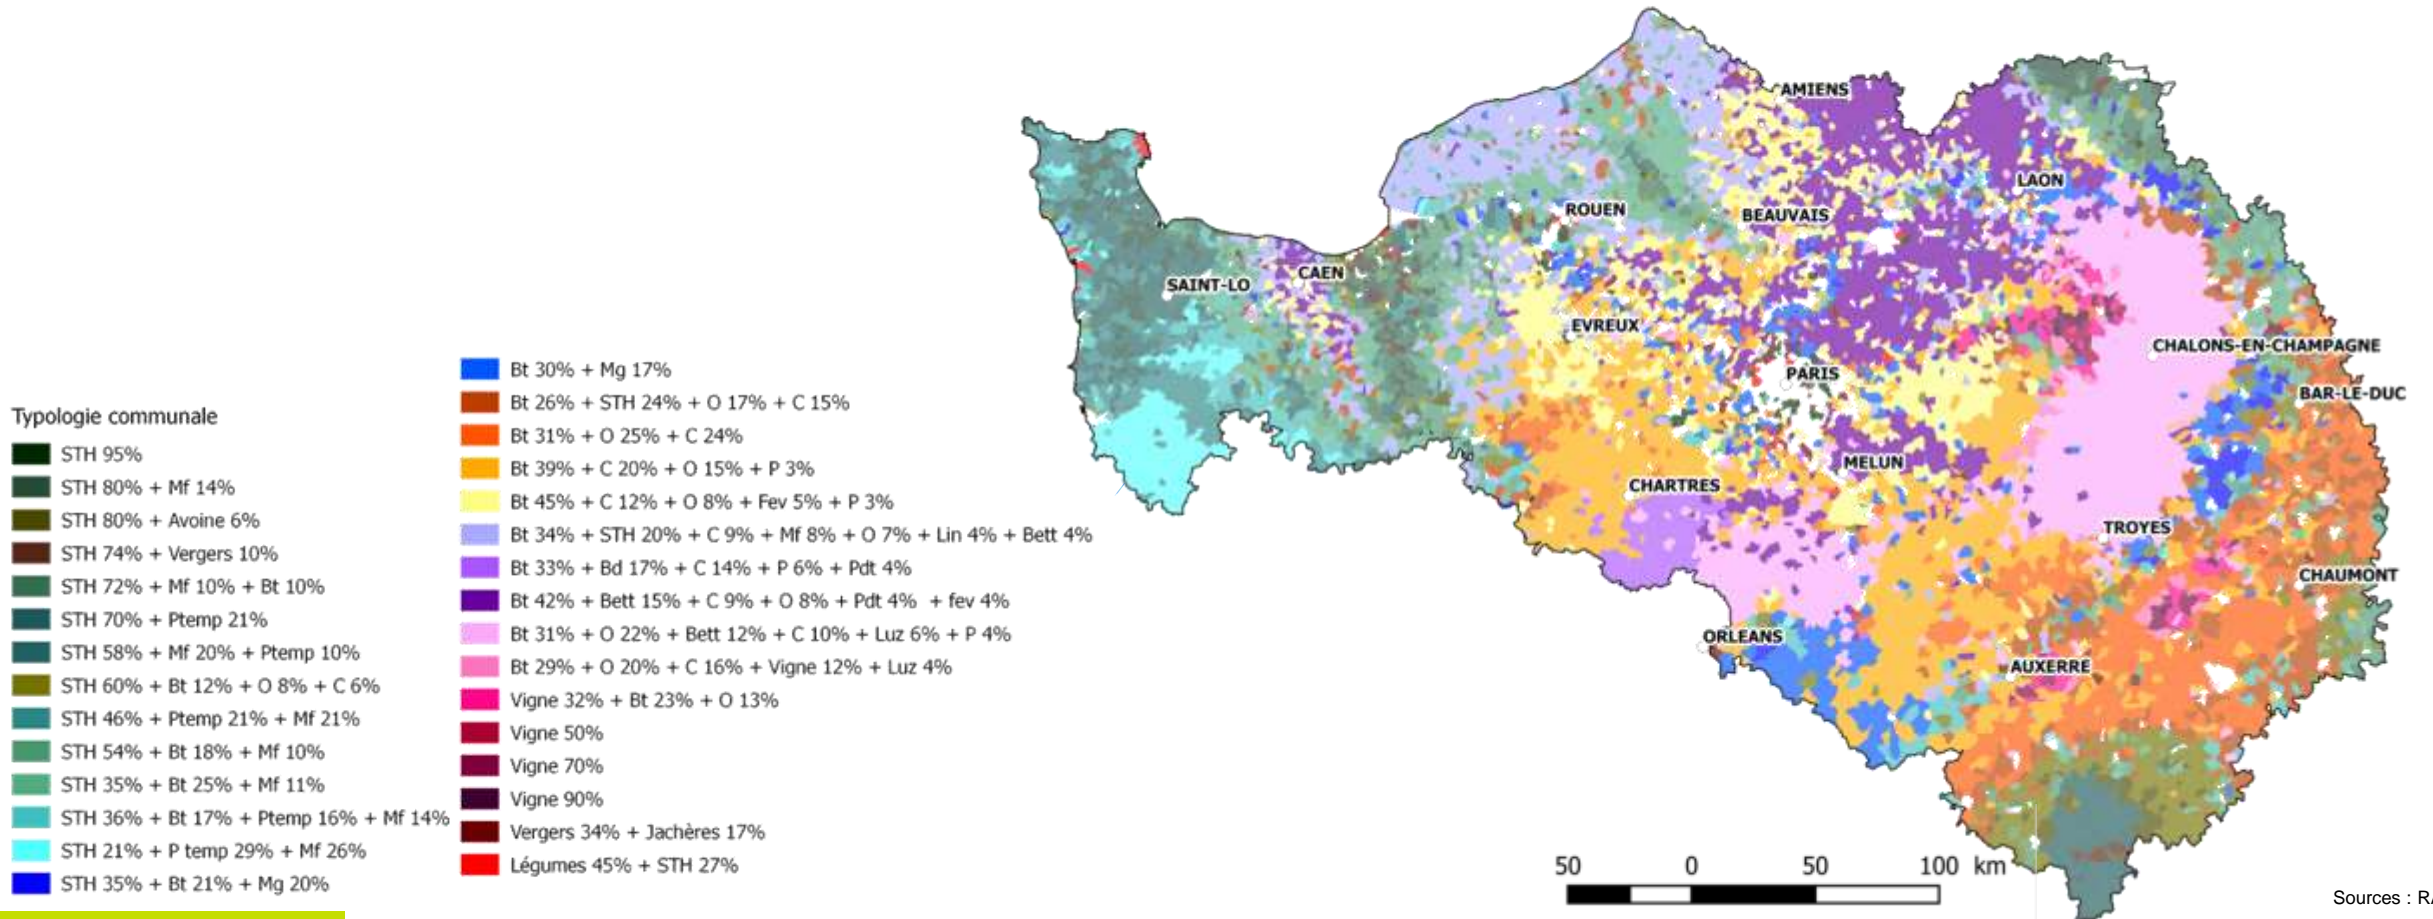 Typologie communale
STH 95%
STH 80% + Mf 14%
STH 80% + Avoine 6%
STH 74% + Vergers 10%
STH 72% + Mf 10% + Bt 10%
STH 70% + Ptemp 21%
STH 58% + Mf 20% + Ptemp 10%
STH 60% + Bt 12% + O 8% + C 6%
STH 46% + Ptemp 21% + Mf 21%
STH 54% + Bt 18% + Mf 10%
STH 35% + Bt 25% + Mf 11%
STH 36% + Bt 17% + Ptemp 16% + Mf 14%
STH 21% + P temp 29% + Mf 26%
STH 35% + Bt 21% + Mg 20%
Bt 30% + Mg 17%
Bt 26% + STH 24% + O 17% + C 15%
Bt 31% + O 25% + C 24%
Bt 39% + C 20% + O 15% + P 3%
Bt 45% + C 12% + O 8% + Fev 5% + P 3%
Bt 34% + STH 20% + C 9% + Mf 8% + O 7% + Lin 4% + Bett 4%
Bt 33% + Bd 17% + C 14% + P 6% + Pdt 4%
Bt 42% + Bett 15% + C 9% + O 8% + Pdt 4% + fev 4%
Bt 31% + O 22% + Bett 12% + C 10% + Luz 6% + P 4%
Bt 29% + O 20% + C 16% + Vigne 12% + Luz 4%
Vigne 32% + Bt 23% + O 13%
Vigne 50%
Vigne 70%
Vigne 90%
Vergers 34% + Jachères 17%
Légumes 45% + STH 27%
AMIENS
LAON
ROUEN
BEAUVAIS
CAEN
SAINT-LO
EVREUX
CHALONS-EN-CHAMPAGNE
PARIS
BAR-LE-DUC
MELUN
CHARTRES
TROYES
CHAUMONT
ORLEANS
AUXERRE
50 0 50 100 km
Sources : R